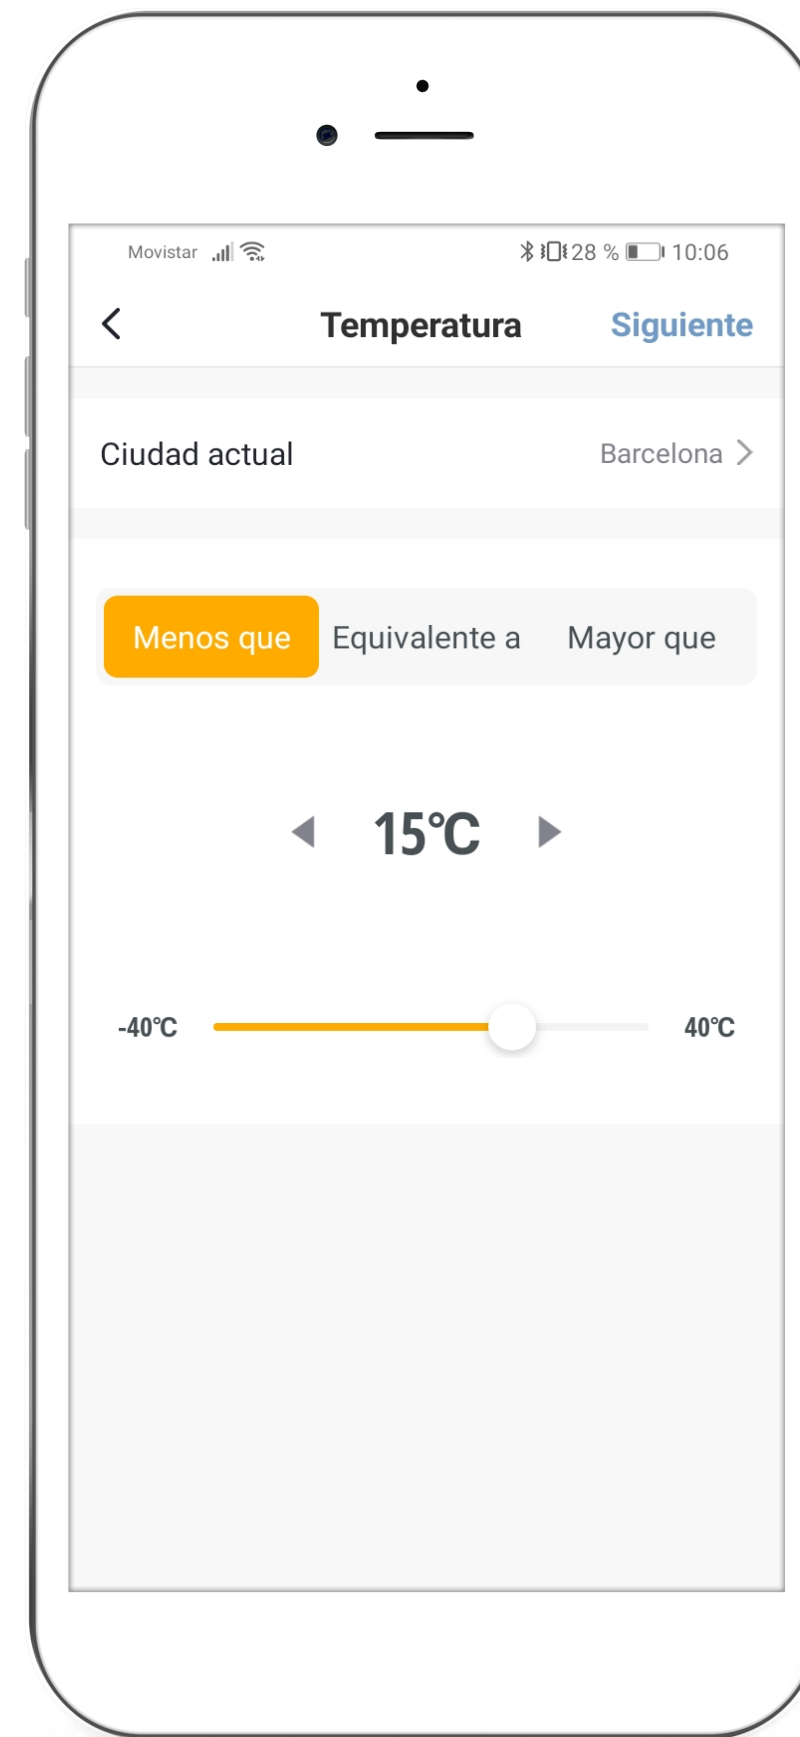 Movistar 28 % 10:06
Temperatura Siguiente
Ciudad actual Barcelona
Menos que Equivalente a Mayor que
15°C
-40°C 40°C